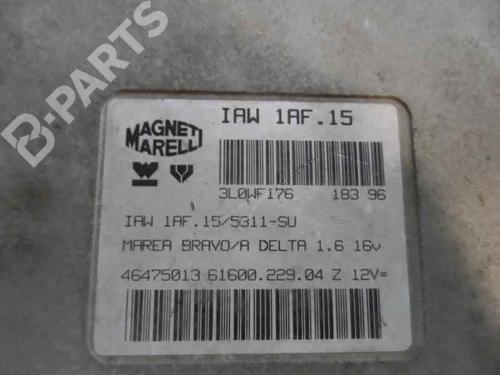 B-PARTS
IAW 1AF.15
MAGNETI
MARELLI
3L0WF176 183 96
IAW 1AF.15/5311-SU
MAREA BRAVO/A DELTA 1.6 16v
46475013 61600.229.04 Z 12V=